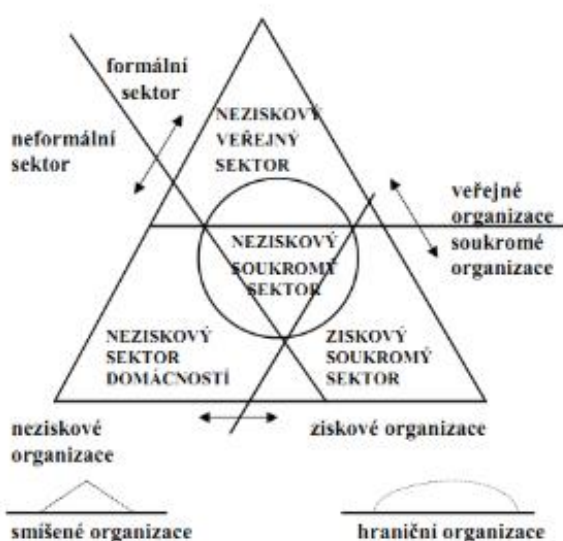 formální
sektor
neformální
sektor
NEZISKOVÝ
VEŘEJNÝ
SEKTOR
veřejné
organizace
soukromé
organizace
NEZISKOVÝ
SOUKROMÝ
SEKTOR
NEZISKOVÝ
SEKTOR
DOMÁCNOSTÍ
ZISKOVÝ
SOUKROMÝ
SEKTOR
neziskové
organizace
ziskové organizace
smíšené organizace
hraniční organizace